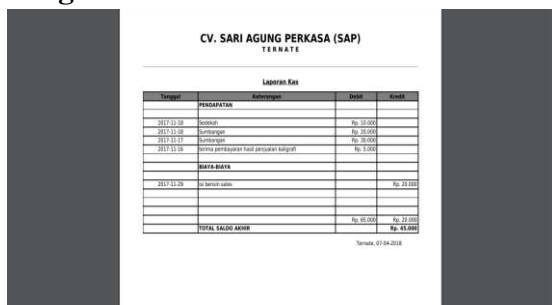 CV. SARI AGUNG PERKASA (SAP)
TERNATE
Laporan Kas
Tanggal Keterangan Debit Kredit
PENDAPATAN
2017-11-18 Sedekah Rp. 10.000
2017-11-18 Sumbangan Rp. 20.000
2017-11-17 Sumbangan Rp. 30.000
2017-11-16 terima pembayaran hasil penjualan kaligrafi Rp. 5.000
BIAYA-BIAYA
2017-11-29 isi bensin sales Rp. 20.000
Rp. 65.000 Rp. 20.000
TOTAL SALDO AKHIR Rp. 45.000
Ternate, 07-04-2018